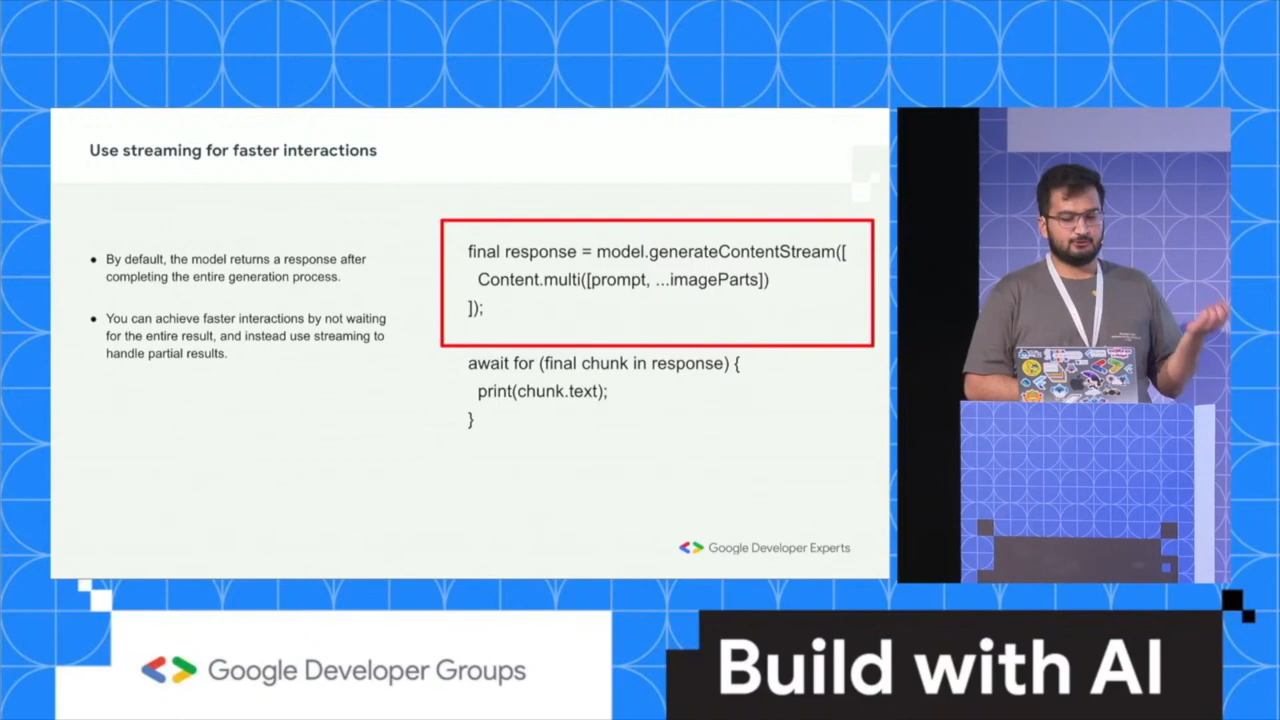 Use streaming for faster interactions
● By default, the model returns a response after
completing the entire generation process.
● You can achieve faster interactions by not waiting
for the entire result, and instead use streaming to
handle partial results.
final response = model.generateContentStream([
Content.multi([prompt, ...imageParts])
]);
await for (final chunk in response) {
print(chunk.text);
}
Google Developer Experts
Google Developer Groups
Build with AI